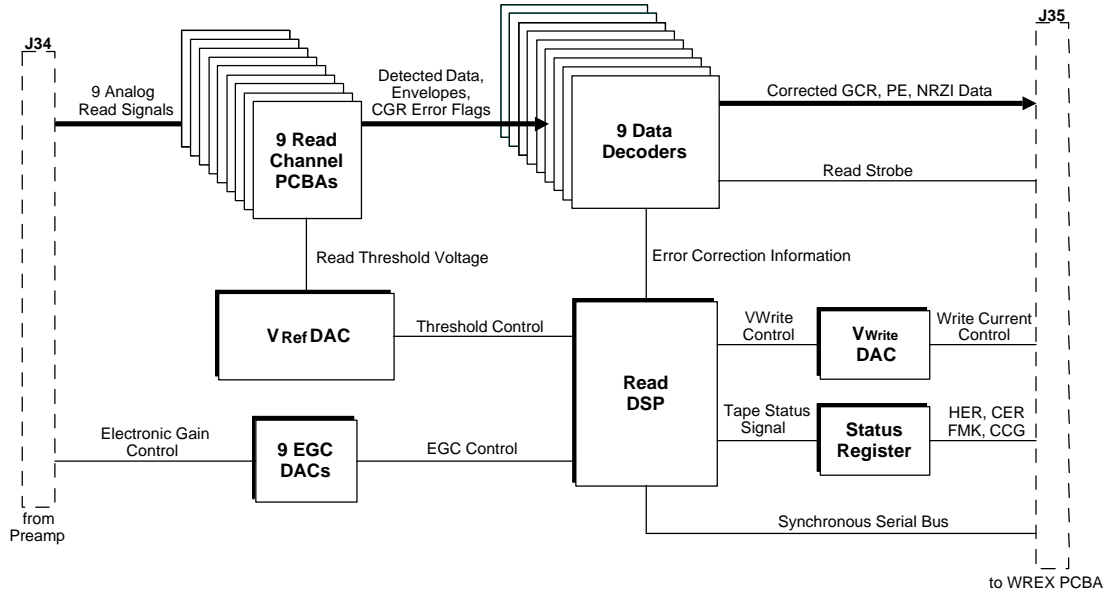 J34
J35
9 Analog
Read Signals
Detected Data,
Envelopes,
CGR Error Flags
Corrected GCR, PE, NRZI Data
9 Read
Channel
PCBAs
9 Data
Decoders
Read Strobe
Read Threshold Voltage
Error Correction Information
VRef DAC
Threshold Control
Read
DSP
VWrite
Control
VWrite
DAC
Write Current
Control
Electronic Gain
Control
9 EGC
DACs
EGC Control
Tape Status
Signal
Status
Register
HER, CER
FMK, CCG
Synchronous Serial Bus
from
Preamp
to WREX PCBA